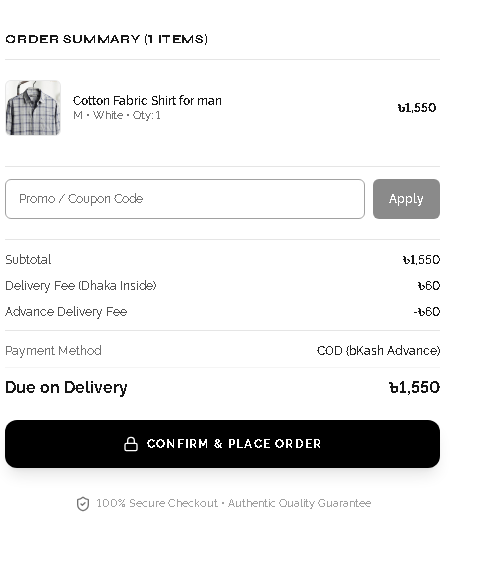 ORDER SUMMARY (1 ITEMS)
Cotton Fabric Shirt for man
৳1,550
M • White • Qty: 1
Promo / Coupon Code
Apply
Subtotal ৳1,550
Delivery Fee (Dhaka Inside) ৳60
Advance Delivery Fee -৳60
Payment Method COD (bKash Advance)
Due on Delivery ৳1,550
CONFIRM & PLACE ORDER
100% Secure Checkout • Authentic Quality Guarantee